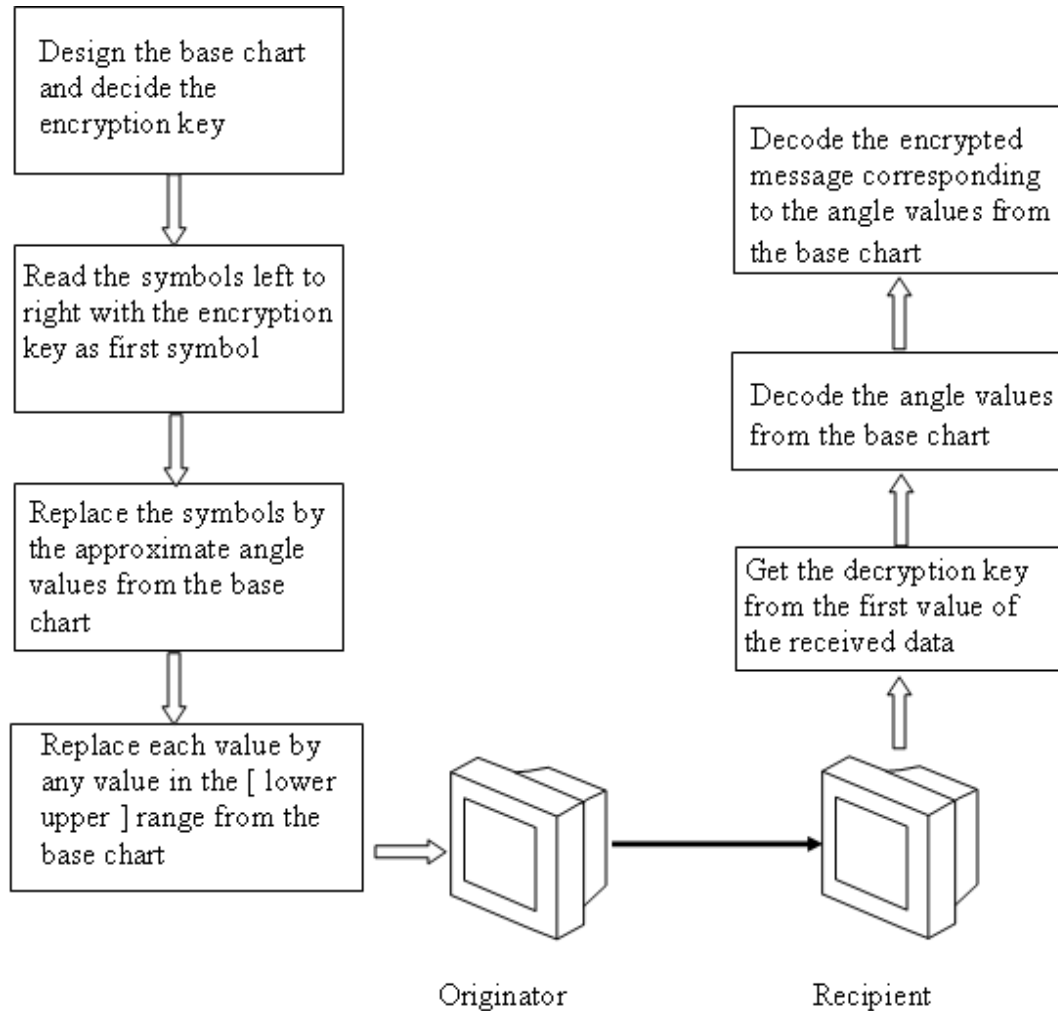 Design the base chart
and decide the
encryption key
Read the symbols left to
right with the encryption
key as first symbol
Replace the symbols by
the approximate angle
values from the base
chart
Replace each value by
any value in the [ lower
upper ] range from the
base chart
Originator
Recipient
Get the decryption key
from the first value of
the received data
Decode the angle values
from the base chart
Decode the encrypted
message corresponding
to the angle values from
the base chart